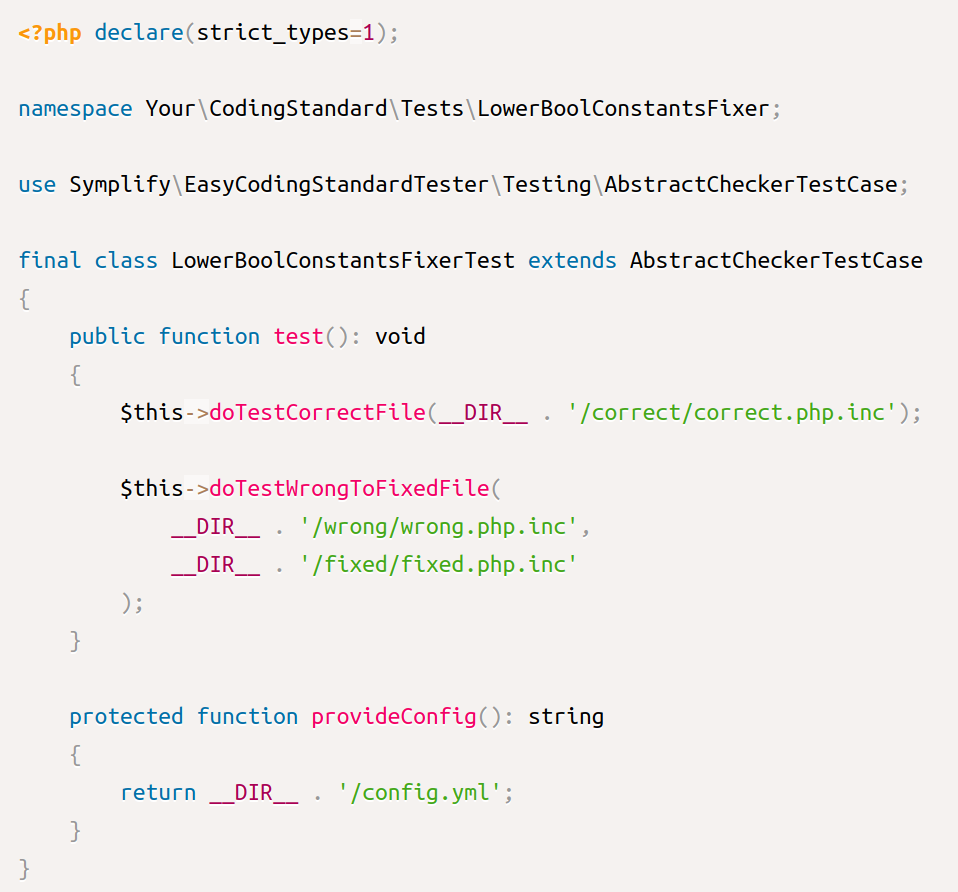 <?php declare(strict_types=1);
namespace Your\CodingStandard\Tests\LowerBoolConstantsFixer;
use Symplify\EasyCodingStandardTester\Testing\AbstractCheckerTestCase;
final class LowerBoolConstantsFixerTest extends AbstractCheckerTestCase
{
    public function test(): void
    {
        $this->doTestCorrectFile(__DIR__ . '/correct/correct.php.inc');
        $this->doTestWrongToFixedFile(
            __DIR__ . '/wrong/wrong.php.inc',
            __DIR__ . '/fixed/fixed.php.inc'
        );
    }
    protected function provideConfig(): string
    {
        return __DIR__ . '/config.yml';
    }
}